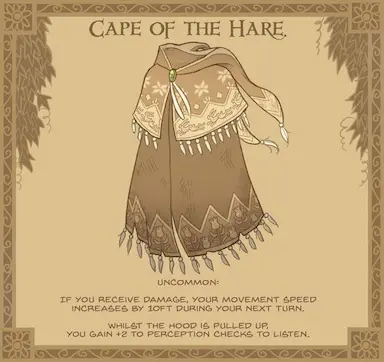 Cape of the Hare.
UNCOMMON:
IF YOU RECEIVE DAMAGE, YOUR MOVEMENT SPEED
INCREASES BY 10FT DURING YOUR NEXT TURN.
WHILST THE HOOD IS PULLED UP,
YOU GAIN +2 TO PERCEPTION CHECKS TO LISTEN.